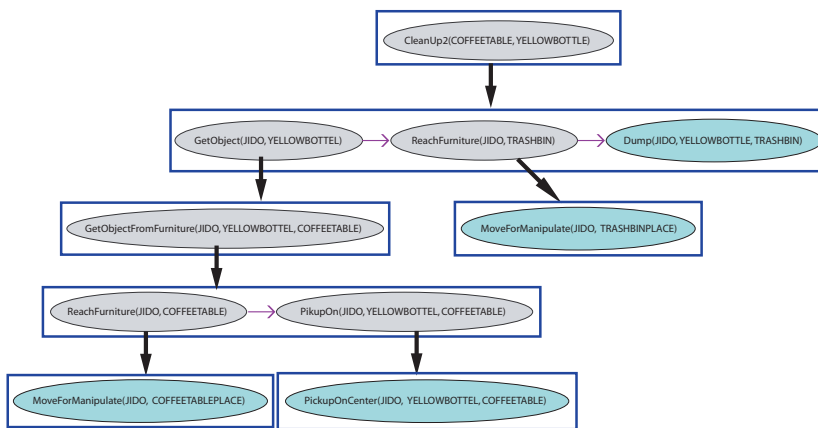 CleanUp2(COFFEETABLE, YELLOWBOTTLE)
GetObject(JIDO, YELLOWBOTTEL)
ReachFurniture(JIDO, TRASHBIN)
Dump(JIDO, YELLOWBOTTLE, TRASHBIN)
GetObjectFromFurniture(JIDO, YELLOWBOTTEL, COFFEETABLE)
MoveForManipulate(JIDO, TRASHBINPLACE)
ReachFurniture(JIDO, COFFEETABLE)
PikupOn(JIDO, YELLOWBOTTEL, COFFEETABLE)
MoveForManipulate(JIDO, COFFEETABLEPLACE)
PickupOnCenter(JIDO, YELLOWBOTTEL, COFFEETABLE)